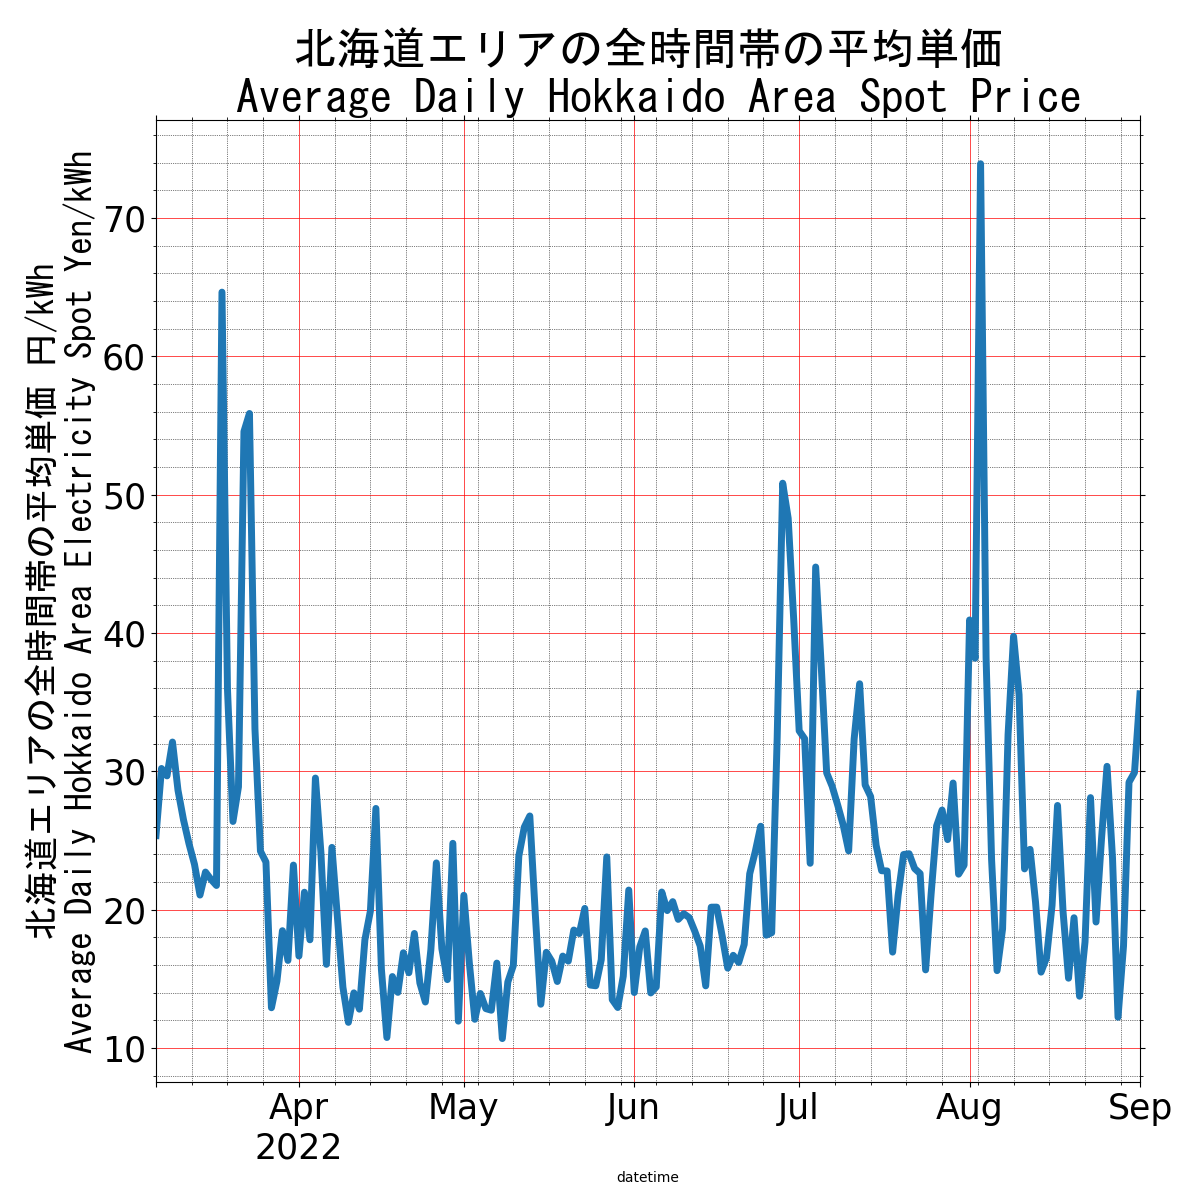 北海道エリアの全時間帯の平均単価
Average Daily Hokkaido Area Spot Price
北海道エリアの全時間帯の平均単価 円/kWh
Average Daily Hokkaido Area Electricity Spot Yen/kWh
70
60
50
40
30
20
10
Apr May Jun Jul Aug Sep
2022
datetime